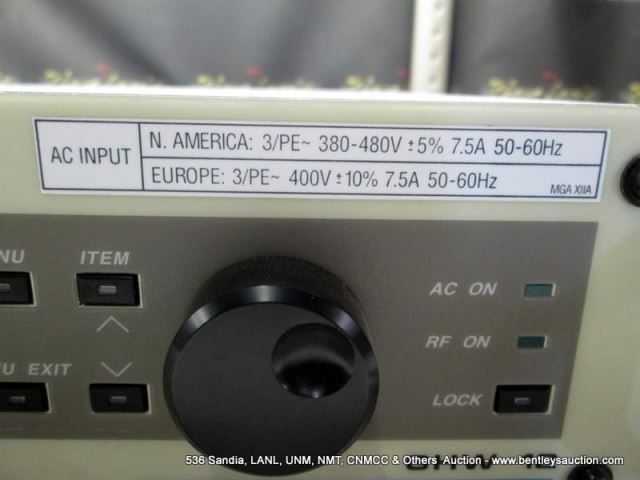 AC INPUT
N. AMERICA: 3/PE~ 380-480V ±5% 7.5A 50-60Hz
EUROPE: 3/PE~ 400V ±10% 7.5A 50-60Hz
MGA XIIA
NU
ITEM
AC ON
RF ON
U EXIT
LOCK
536 Sandia, LANL, UNM, NMT, CNMCC & Others Auction - www.bentleysauction.com